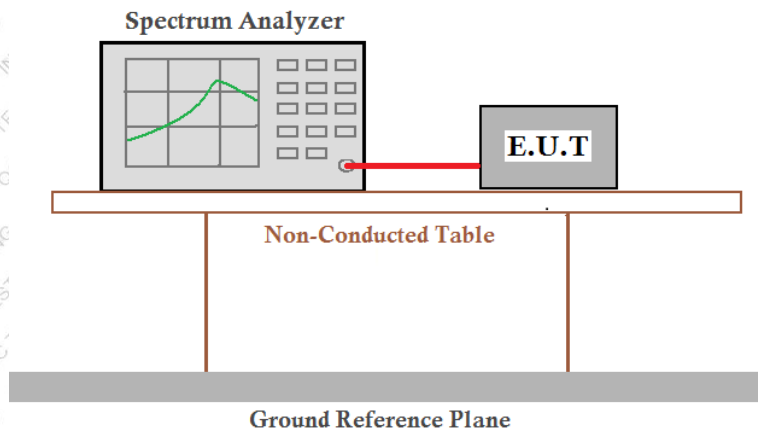 Spectrum Analyzer
E.U.T
Non-Conducted Table
Ground Reference Plane